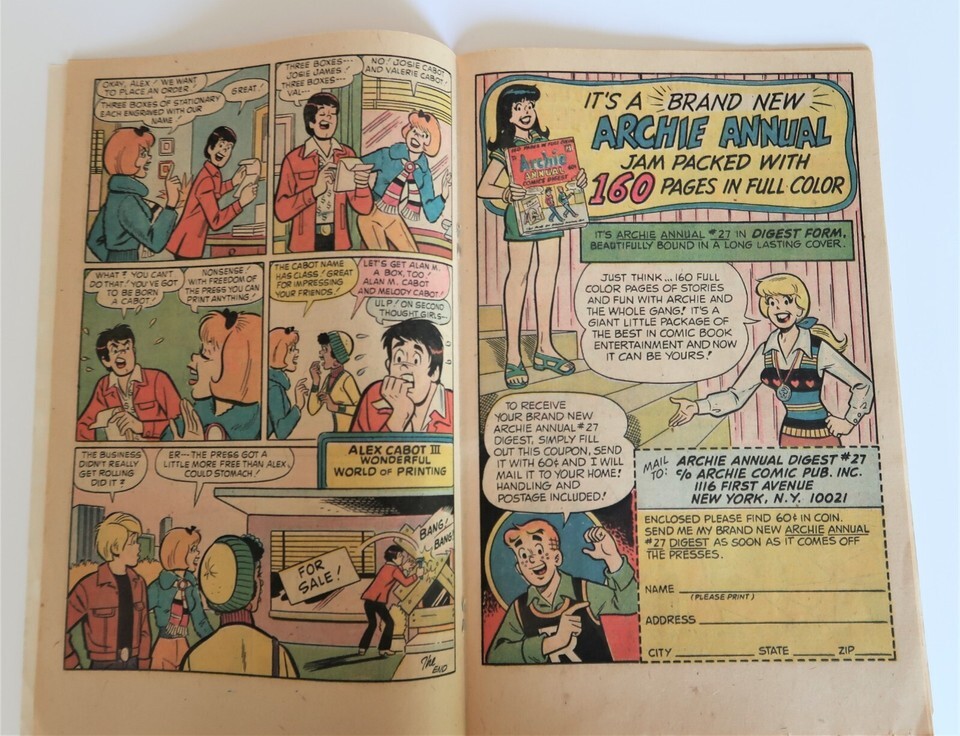 OKAY, ALEX! WE WANT
TO PLACE AN ORDER!
THREE BOXES OF STATIONARY
EACH ENGRAVED WITH OUR
NAME!
GREAT!
THREE BOXES---
JOSIE JAMES!
THREE BOXES---
VAL---
NO! JOSIE CABOT
AND VALERIE CABOT!
WHAT? YOU CAN'T
DO THAT! YOU'VE GOT
TO BE BORN
A CABOT!
NONSENSE!
WITH FREEDOM OF
THE PRESS YOU CAN
PRINT ANYTHING!
THE CABOT NAME
HAS CLASS! GREAT
FOR IMPRESSING
YOUR FRIENDS!
LET'S GET ALAN M.
A BOX, TOO!
ALAN M. CABOT
AND MELODY CABOT!
ULP! ON SECOND
THOUGHT GIRLS--
ALEX CABOT III
WONDERFUL
WORLD OF PRINTING
THE BUSINESS
DIDN'T REALLY
GET ROLLING
DID IT?
ER--- THE PRESS GOT A
LITTLE MORE FREE THAN ALEX
COULD STOMACH!
FOR
SALE!
BANG!
BANG!
The
END
IT'S A BRAND NEW
ARCHIE ANNUAL
JAM PACKED WITH
160 PAGES IN FULL COLOR
Archie
ANNUAL
COMICS DIGEST
IT'S ARCHIE ANNUAL #27 IN DIGEST FORM,
BEAUTIFULLY BOUND IN A LONG LASTING COVER.
JUST THINK...160 FULL
COLOR PAGES OF STORIES
AND FUN WITH ARCHIE AND
THE WHOLE GANG! IT'S A
GIANT LITTLE PACKAGE OF
THE BEST IN COMIC BOOK
ENTERTAINMENT AND NOW
IT CAN BE YOURS!
TO RECEIVE
YOUR BRAND NEW
ARCHIE ANNUAL #27
DIGEST, SIMPLY FILL
OUT THIS COUPON, SEND
IT WITH 60¢ AND I WILL
MAIL IT TO YOUR HOME!
HANDLING AND
POSTAGE INCLUDED!
MAIL TO: ARCHIE ANNUAL DIGEST #27
c/o ARCHIE COMIC PUB. INC.
1116 FIRST AVENUE
NEW YORK, N.Y. 10021
ENCLOSED PLEASE FIND 60¢ IN COIN.
SEND ME MY BRAND NEW ARCHIE ANNUAL
#27 DIGEST AS SOON AS IT COMES OFF
THE PRESSES.
NAME
(PLEASE PRINT)
ADDRESS
CITY STATE ZIP